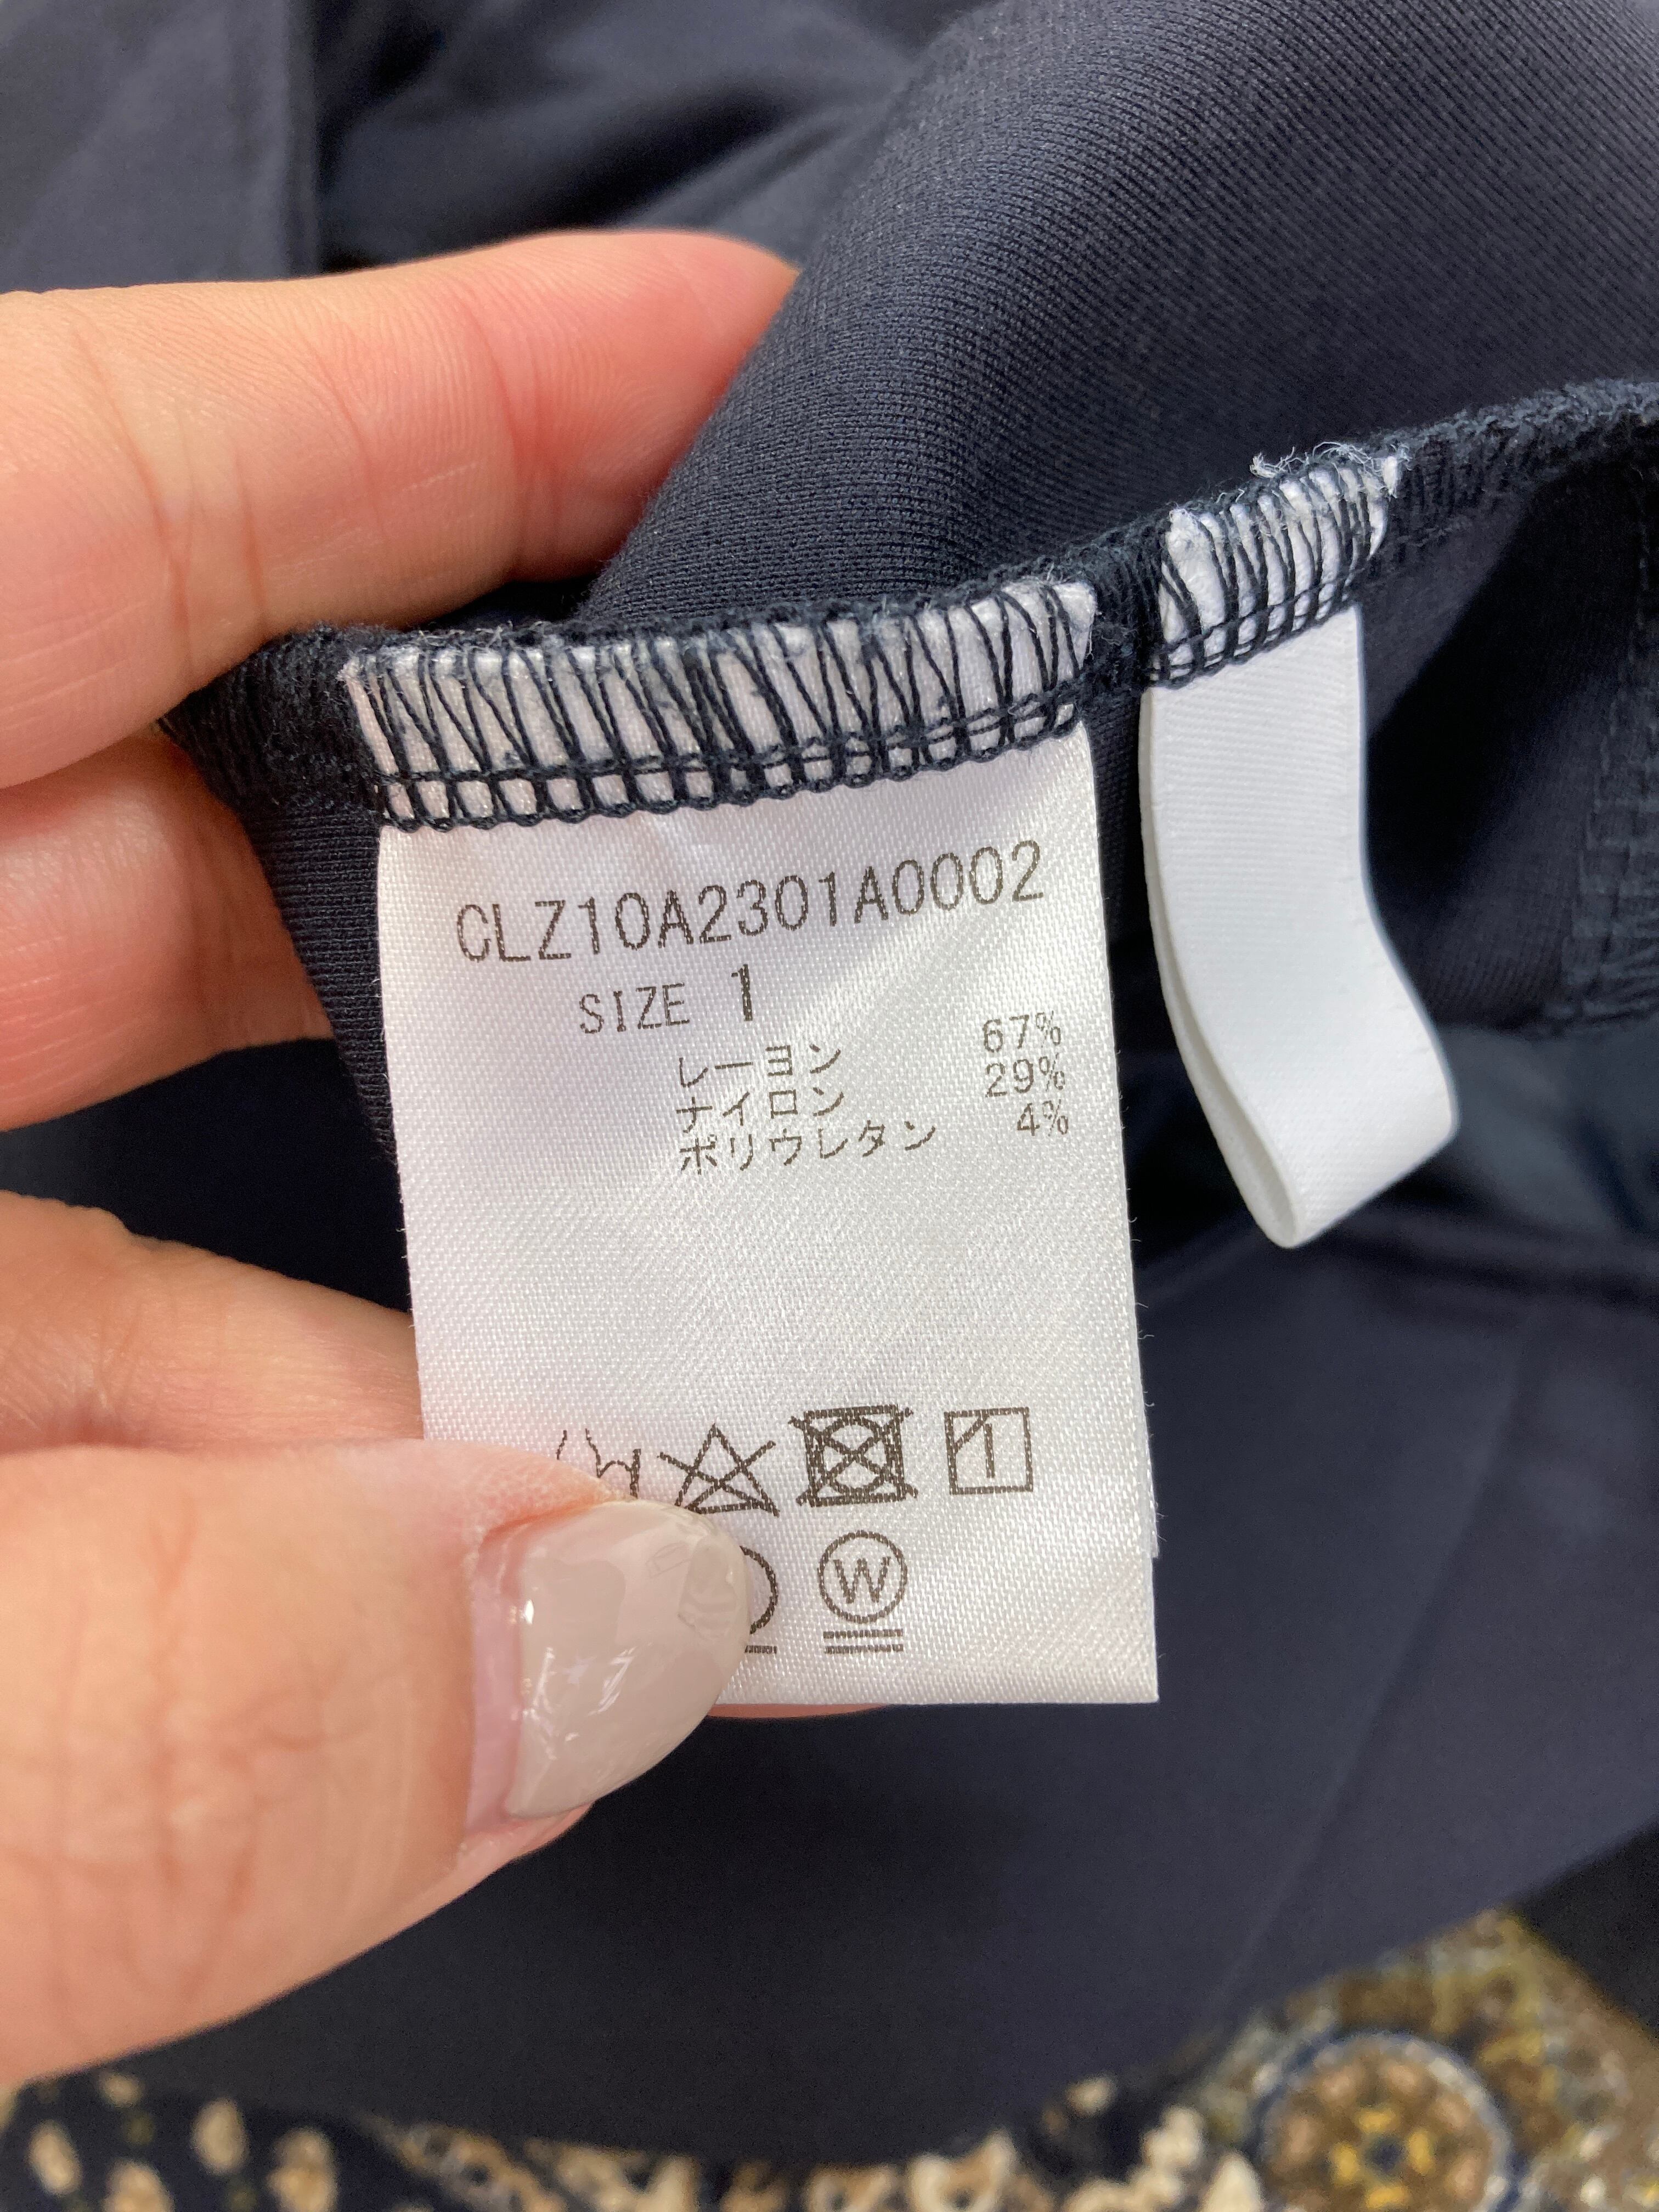 CLZ10A2301A0002
SIZE 1
レーヨン 67%
ナイロン 29%
ポリウレタン 4%
W